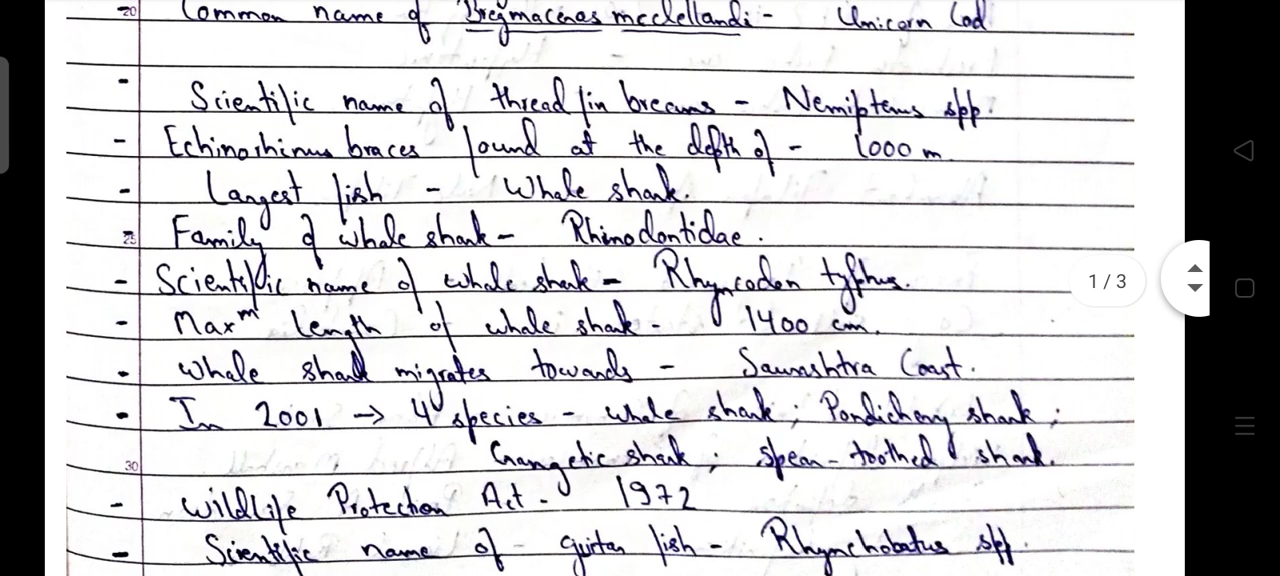 20 Common name of Bregmaceros mcclellandi - Unicorn Cod
- Scientific name of thread fin breams - Nemipterus spp.
- Echinorhinus braces found at the depth of - 1000 m.
- Largest fish - Whale shark.
25 Family of whale shark - Rhinodontidae.
- Scientific name of whale shark - Rhyncodon typhus.
- Maxm length of whale shark - 1400 cm.
- Whale shark migrates towards - Saurashtra Coast.
- In 2001 → 4 species - whale shark; Pondicherry shark;
30 Gangetic shark; spear-toothed shark.
- Wildlife Protection Act - 1972
- Scientific name of - guitar fish - Rhynchobatus spp.
1 / 3